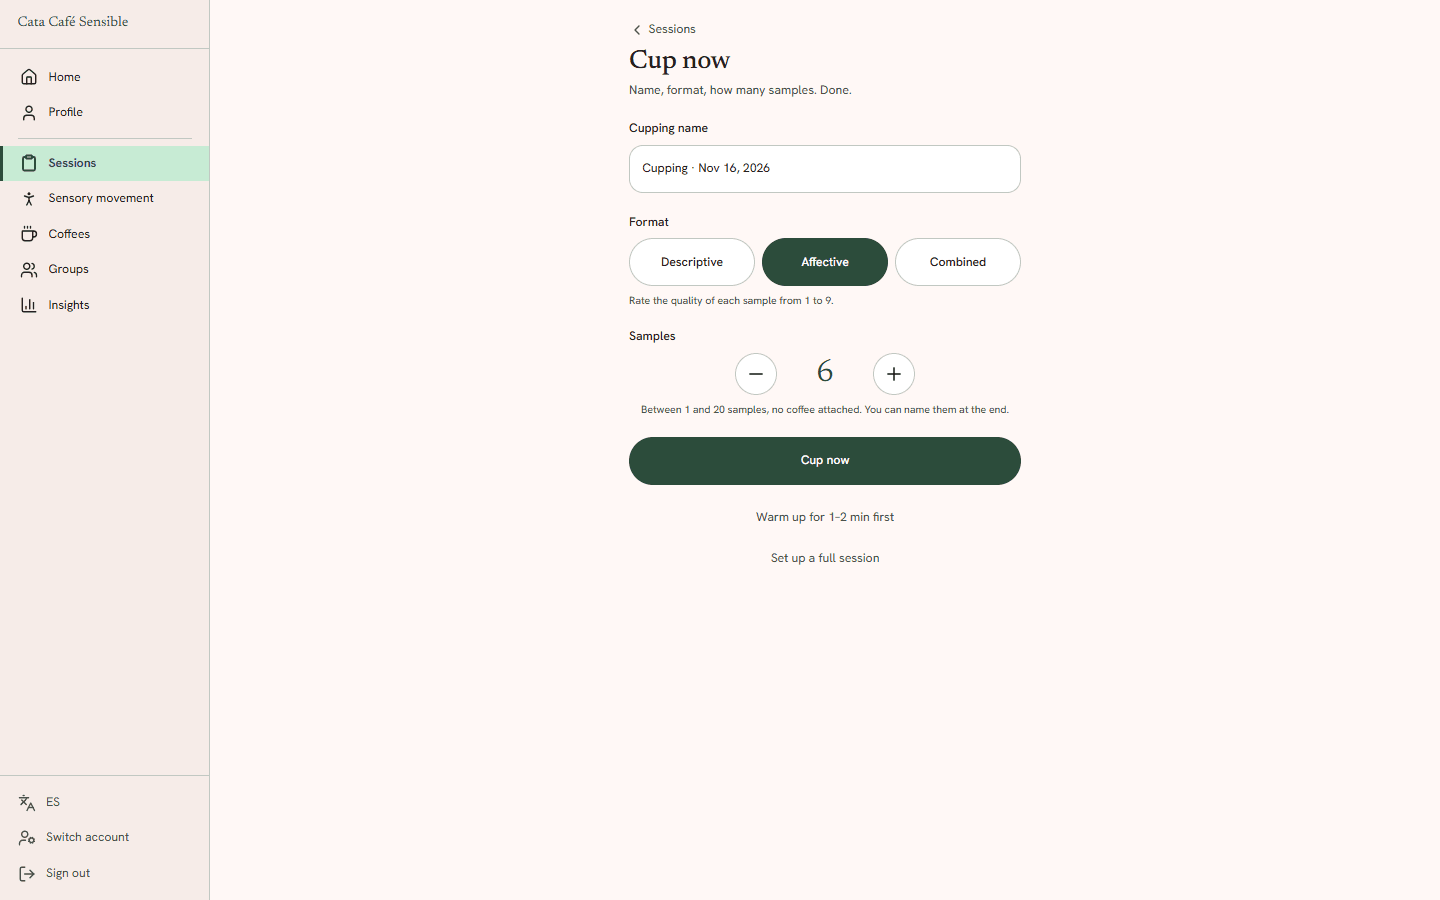 Cata Café Sensible
Home
Profile
Sessions
Sensory movement
Coffees
Groups
Insights
ES
Switch account
Sign out
Sessions
Cup now
Name, format, how many samples. Done.
Cupping name
Cupping · Nov 16, 2026
Format
Descriptive
Affective
Combined
Rate the quality of each sample from 1 to 9.
Samples
6
Between 1 and 20 samples, no coffee attached. You can name them at the end.
Cup now
Warm up for 1–2 min first
Set up a full session